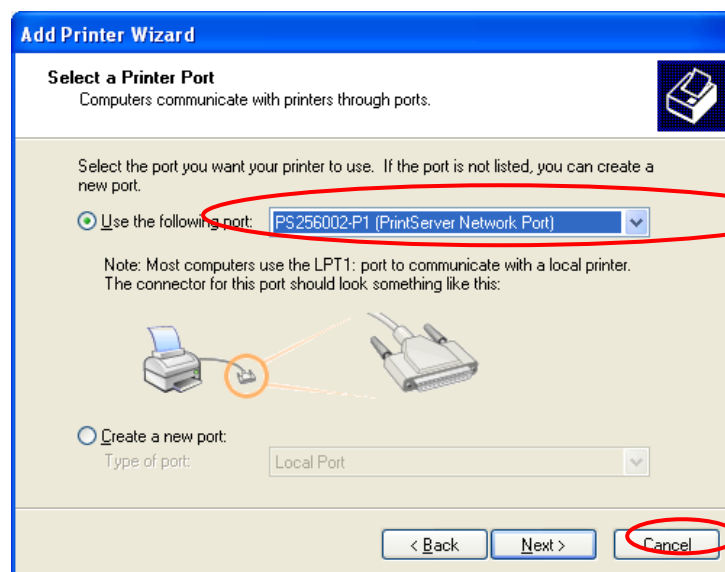 Add Printer Wizard
Select a Printer Port
Computers communicate with printers through ports.
Select the port you want your printer to use. If the port is not listed, you can create a
new port.
Use the following port: PS256002-P1 (PrintServer Network Port)
Note: Most computers use the LPT1: port to communicate with a local printer.
The connector for this port should look something like this:
Create a new port:
Type of port: Local Port
< Back Next > Cancel